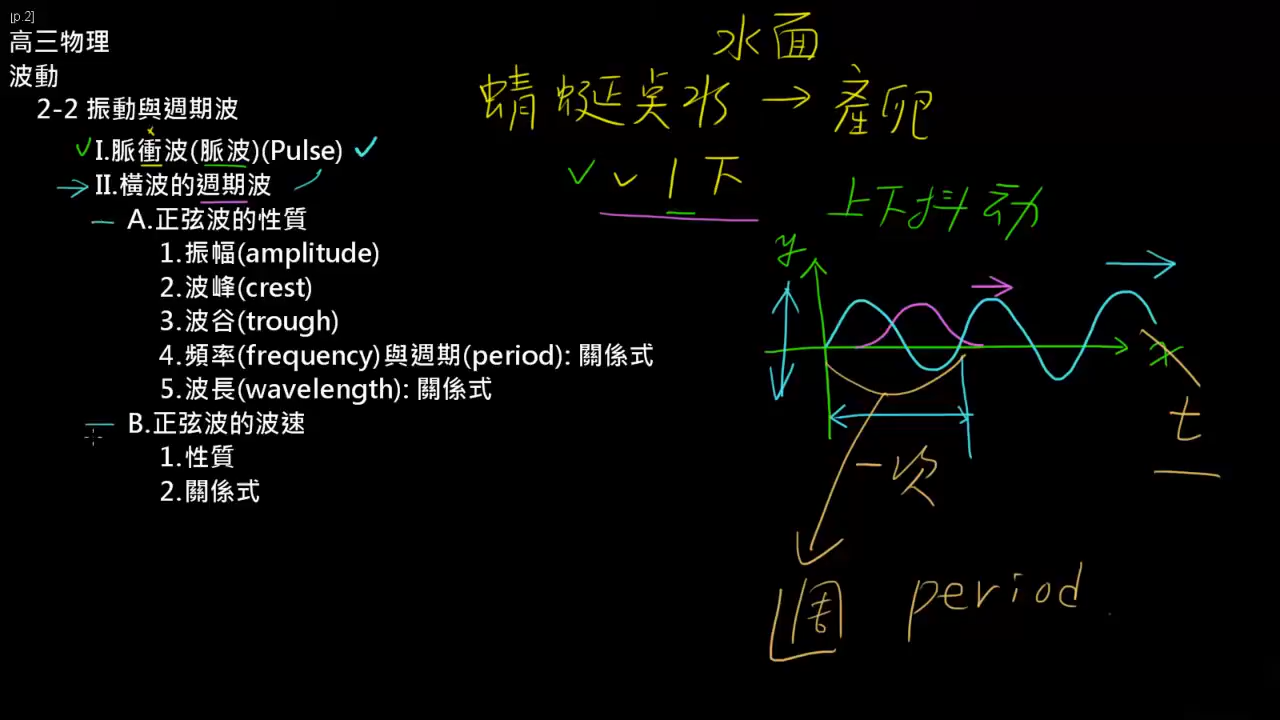 [p.2]
高三物理
波動
2-2 振動與週期波
I.脈衝波(脈波)(Pulse)
II.橫波的週期波
A.正弦波的性質
1.振幅(amplitude)
2.波峰(crest)
3.波谷(trough)
4.頻率(frequency)與週期(period): 關係式
5.波長(wavelength): 關係式
B.正弦波的波速
1.性質
2.關係式
水面
蜻蜓点水→產卵
1下
上下抖动
y
x
t
一次
週 period